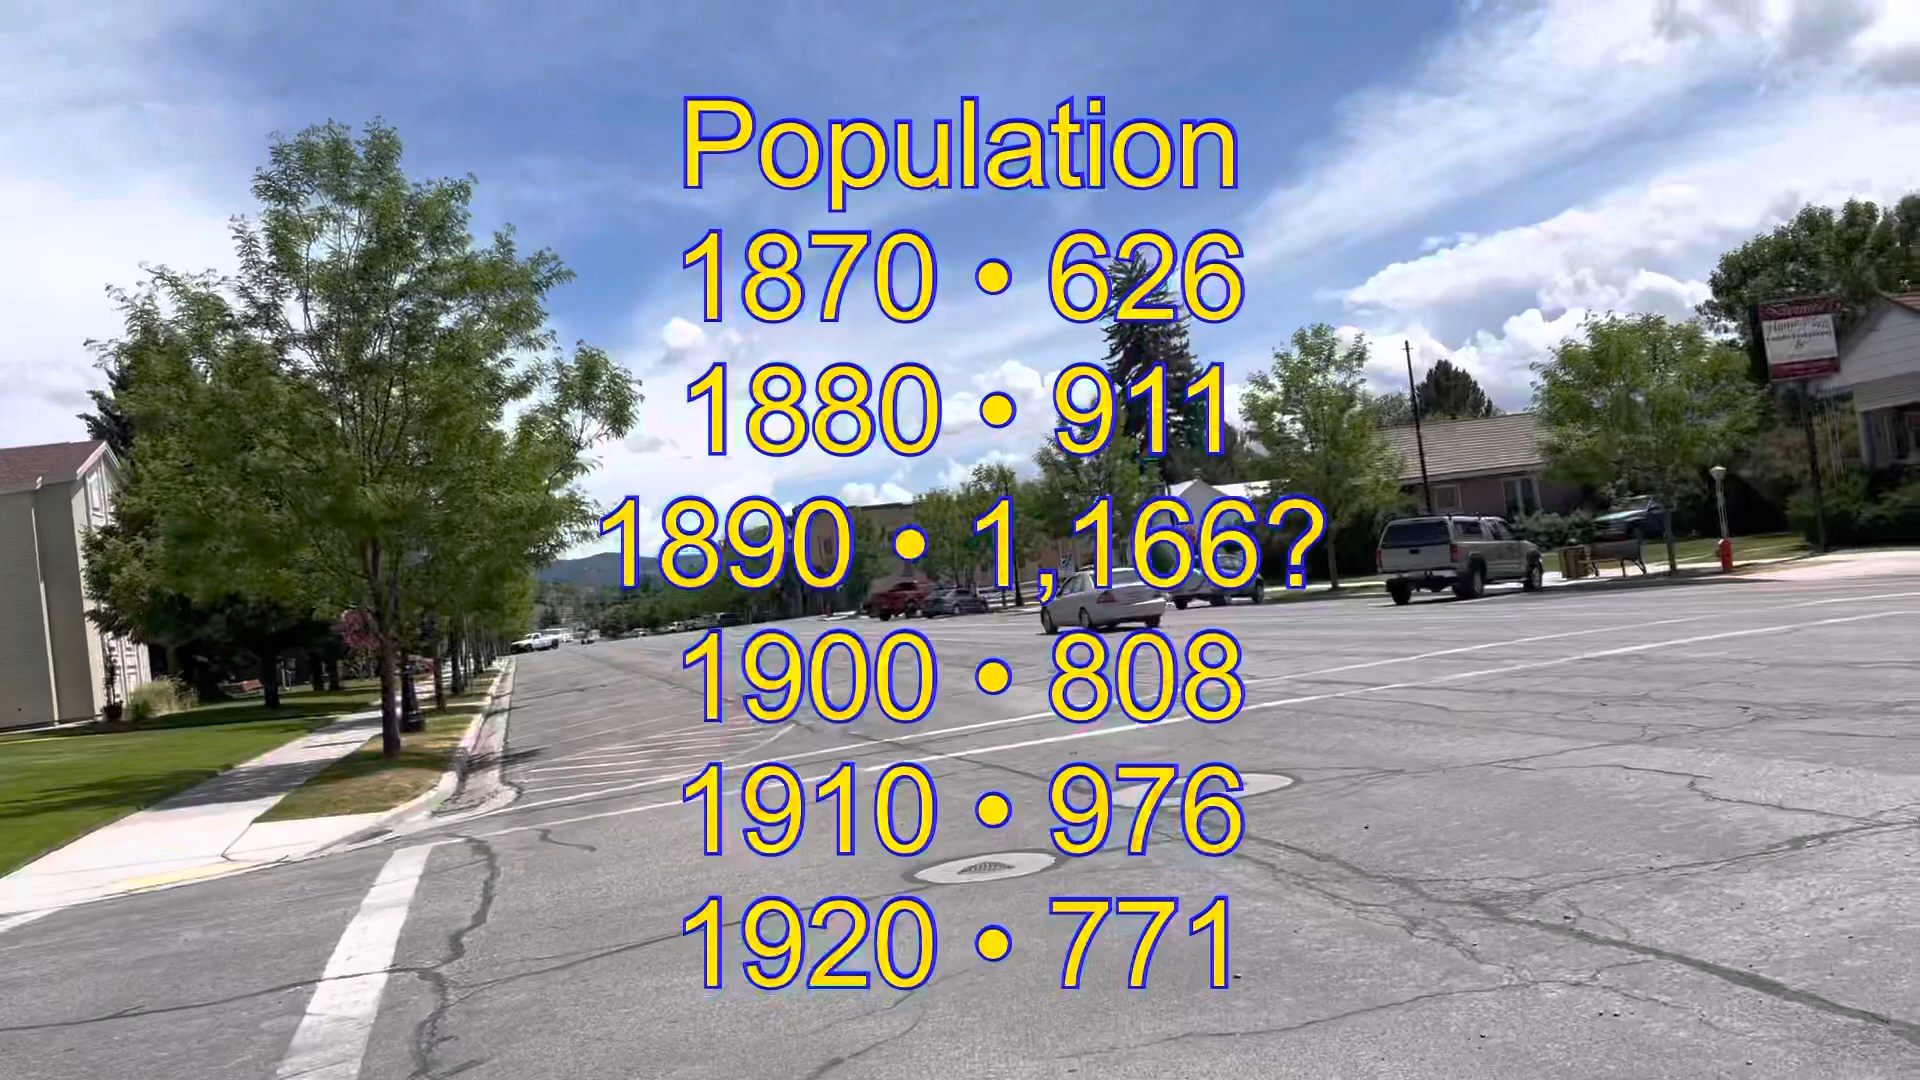 Population
1870 • 626
1880 • 911
1890 • 1,166?
1900 • 808
1910 • 976
1920 • 771